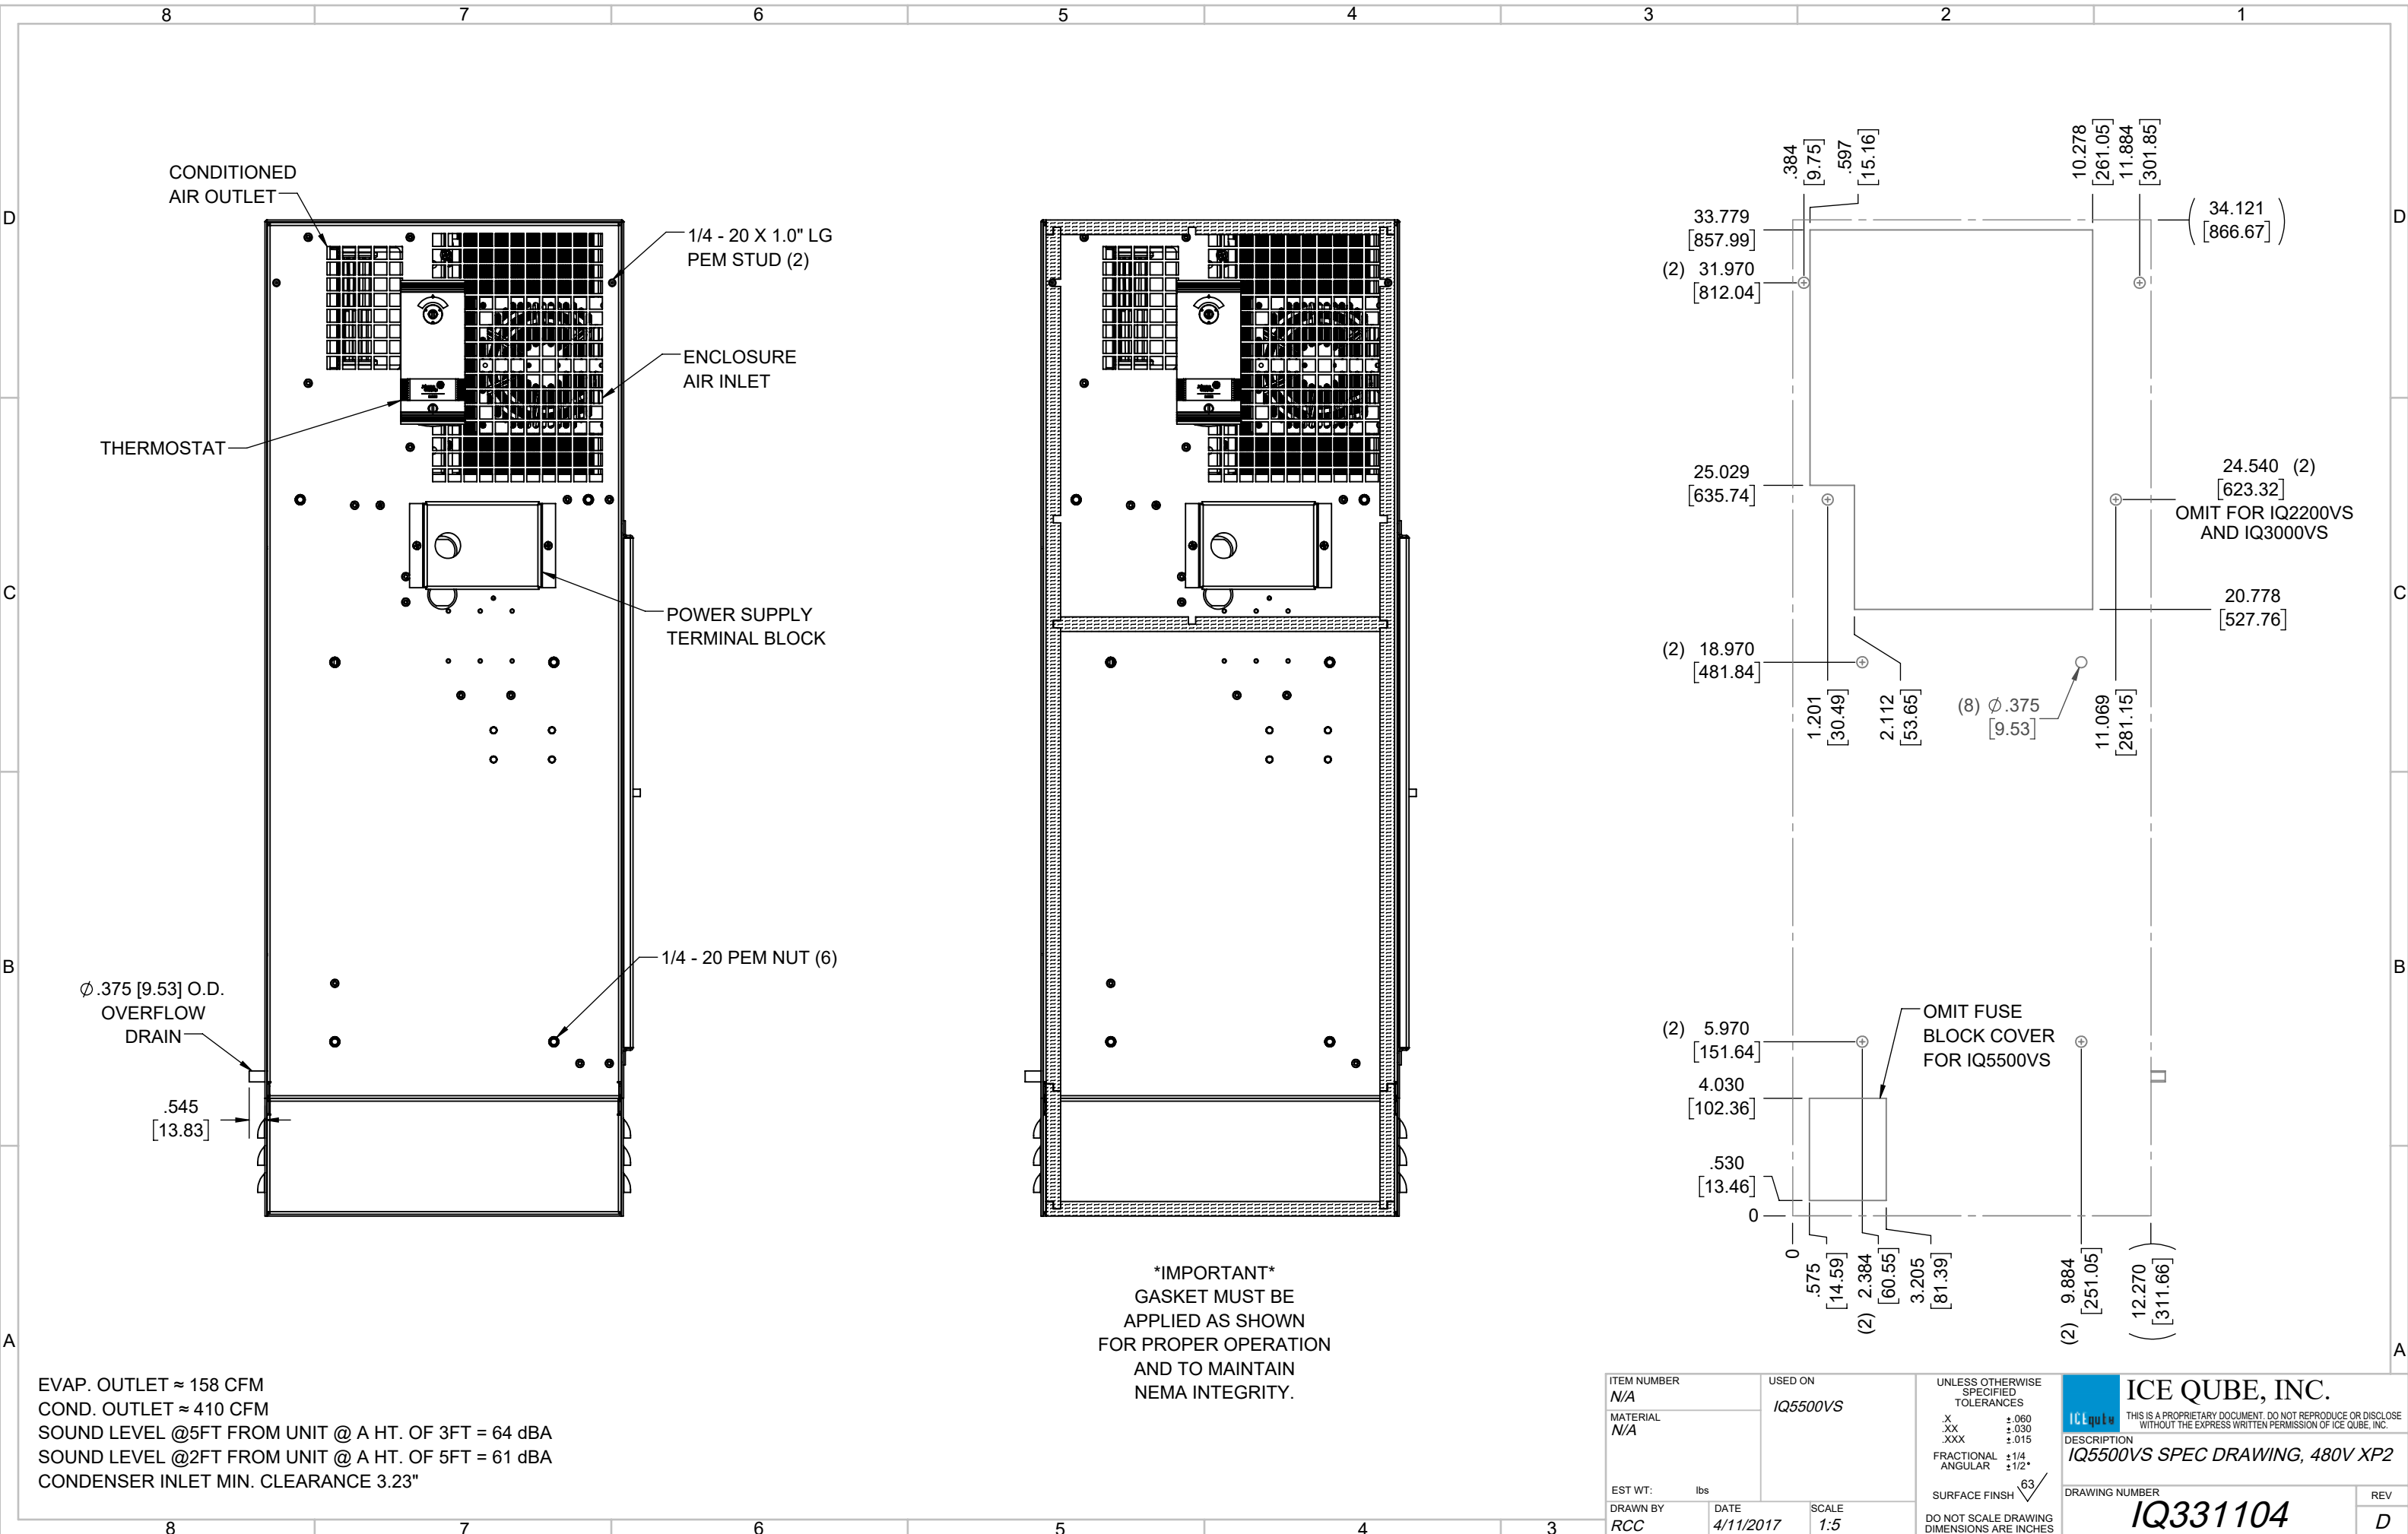 8 7 6 5 4 3 2 1
D D
C C
B B
A A
CONDITIONED
AIR OUTLET
THERMOSTAT
1/4 - 20 X 1.0" LG
PEM STUD (2)
ENCLOSURE
AIR INLET
POWER SUPPLY
TERMINAL BLOCK
1/4 - 20 PEM NUT (6)
∅.375 [9.53] O.D.
OVERFLOW
DRAIN
.545
[13.83]
EVAP. OUTLET ≈ 158 CFM
COND. OUTLET ≈ 410 CFM
SOUND LEVEL @5FT FROM UNIT @ A HT. OF 3FT = 64 dBA
SOUND LEVEL @2FT FROM UNIT @ A HT. OF 5FT = 61 dBA
CONDENSER INLET MIN. CLEARANCE 3.23"
*IMPORTANT*
GASKET MUST BE
APPLIED AS SHOWN
FOR PROPER OPERATION
AND TO MAINTAIN
NEMA INTEGRITY.
.384
[9.75]
.597
[15.16]
10.278
[261.05]
11.884
[301.85]
33.779
[857.99]
(34.121)
([866.67])
(2) 31.970
[812.04]
25.029
[635.74]
24.540 (2)
[623.32]
OMIT FOR IQ2200VS
AND IQ3000VS
20.778
[527.76]
(2) 18.970
[481.84]
1.201
[30.49]
2.112
[53.65]
(8) ∅.375
[9.53]
11.069
[281.15]
(2) 5.970
[151.64]
OMIT FUSE
BLOCK COVER
FOR IQ5500VS
4.030
[102.36]
.530
[13.46]
0
0
.575
[14.59]
(2) 2.384
[60.55]
3.205
[81.39]
(2) 9.884
[251.05]
(12.270)
([311.66])
ITEM NUMBER
N/A
USED ON
IQ5500VS
MATERIAL
N/A
EST WT: lbs
DRAWN BY
RCC
DATE
4/11/2017
SCALE
1:5
UNLESS OTHERWISE
SPECIFIED
TOLERANCES
.X ±.060
.XX ±.030
.XXX ±.015
FRACTIONAL ±1/4
ANGULAR ±1/2°
SURFACE FINSH 63
DO NOT SCALE DRAWING
DIMENSIONS ARE INCHES
ICEqube
ICE QUBE, INC.
THIS IS A PROPRIETARY DOCUMENT. DO NOT REPRODUCE OR DISCLOSE
WITHOUT THE EXPRESS WRITTEN PERMISSION OF ICE QUBE, INC.
DESCRIPTION
IQ5500VS SPEC DRAWING, 480V XP2
DRAWING NUMBER
IQ331104
REV
D
8 7 6 5 4 3